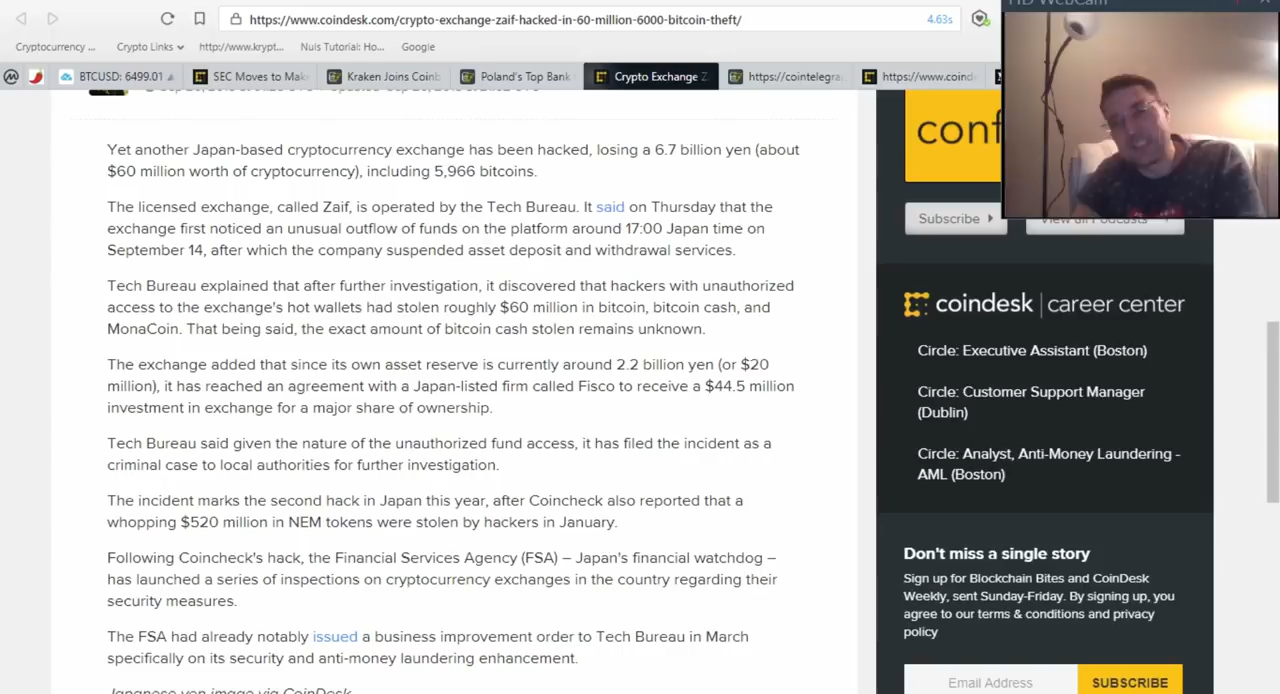 HD WebCam
https://www.coindesk.com/crypto-exchange-zaif-hacked-in-60-million-6000-bitcoin-theft/
4.63s
Cryptocurrency ...
Crypto Links
http://www.krypt...
Nuls Tutorial: Ho...
Google
BTCUSD: 6499.01
SEC Moves to Mak
Kraken Joins Coinb
Poland's Top Bank
Crypto Exchange Z
https://cointelegra
https://www.coind
Yet another Japan-based cryptocurrency exchange has been hacked, losing a 6.7 billion yen (about
$60 million worth of cryptocurrency), including 5,966 bitcoins.
The licensed exchange, called Zaif, is operated by the Tech Bureau. It said on Thursday that the
exchange first noticed an unusual outflow of funds on the platform around 17:00 Japan time on
September 14, after which the company suspended asset deposit and withdrawal services.
Tech Bureau explained that after further investigation, it discovered that hackers with unauthorized
access to the exchange's hot wallets had stolen roughly $60 million in bitcoin, bitcoin cash, and
MonaCoin. That being said, the exact amount of bitcoin cash stolen remains unknown.
The exchange added that since its own asset reserve is currently around 2.2 billion yen (or $20
million), it has reached an agreement with a Japan-listed firm called Fisco to receive a $44.5 million
investment in exchange for a major share of ownership.
Tech Bureau said given the nature of the unauthorized fund access, it has filed the incident as a
criminal case to local authorities for further investigation.
The incident marks the second hack in Japan this year, after Coincheck also reported that a
whopping $520 million in NEM tokens were stolen by hackers in January.
Following Coincheck's hack, the Financial Services Agency (FSA) – Japan's financial watchdog –
has launched a series of inspections on cryptocurrency exchanges in the country regarding their
security measures.
The FSA had already notably issued a business improvement order to Tech Bureau in March
specifically on its security and anti-money laundering enhancement.
Japanese yen image via CoinDesk
conf
Subscribe
View all Podcasts
coindesk | career center
Circle: Executive Assistant (Boston)
Circle: Customer Support Manager
(Dublin)
Circle: Analyst, Anti-Money Laundering -
AML (Boston)
Don't miss a single story
Sign up for Blockchain Bites and CoinDesk
Weekly, sent Sunday-Friday. By signing up, you
agree to our terms & conditions and privacy
policy
Email Address
SUBSCRIBE